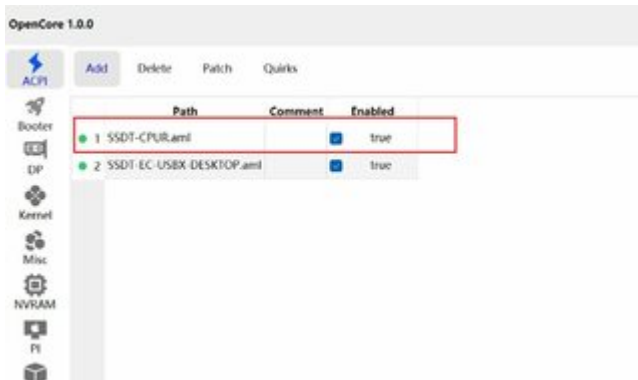 OpenCore 1.0.0
ACPI
Add Delete Patch Quirks
Booter
Path Comment Enabled
1 SSDT-CPUR.aml true
DP
2 SSDT-EC-USBX-DESKTOP.aml true
Kernel
Misc
NVRAM
PI